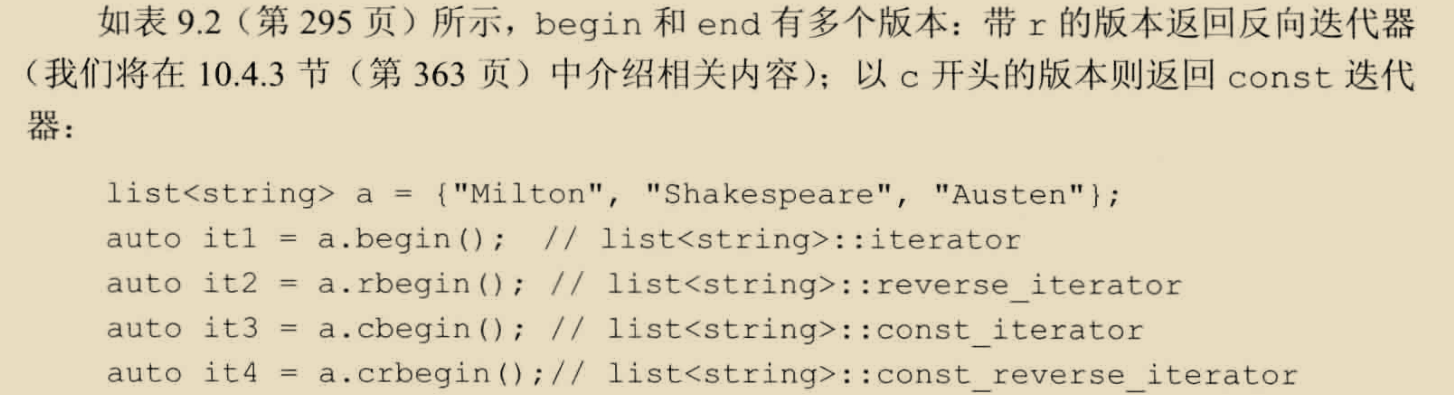 如表 9.2（第 295 页）所示，begin 和 end 有多个版本：带 r 的版本返回反向迭代器
（我们将在 10.4.3 节（第 363 页）中介绍相关内容）；以 c 开头的版本则返回 const 迭代
器：
list<string> a = {"Milton", "Shakespeare", "Austen"};
auto it1 = a.begin();  // list<string>::iterator
auto it2 = a.rbegin(); // list<string>::reverse_iterator
auto it3 = a.cbegin(); // list<string>::const_iterator
auto it4 = a.crbegin();// list<string>::const_reverse_iterator